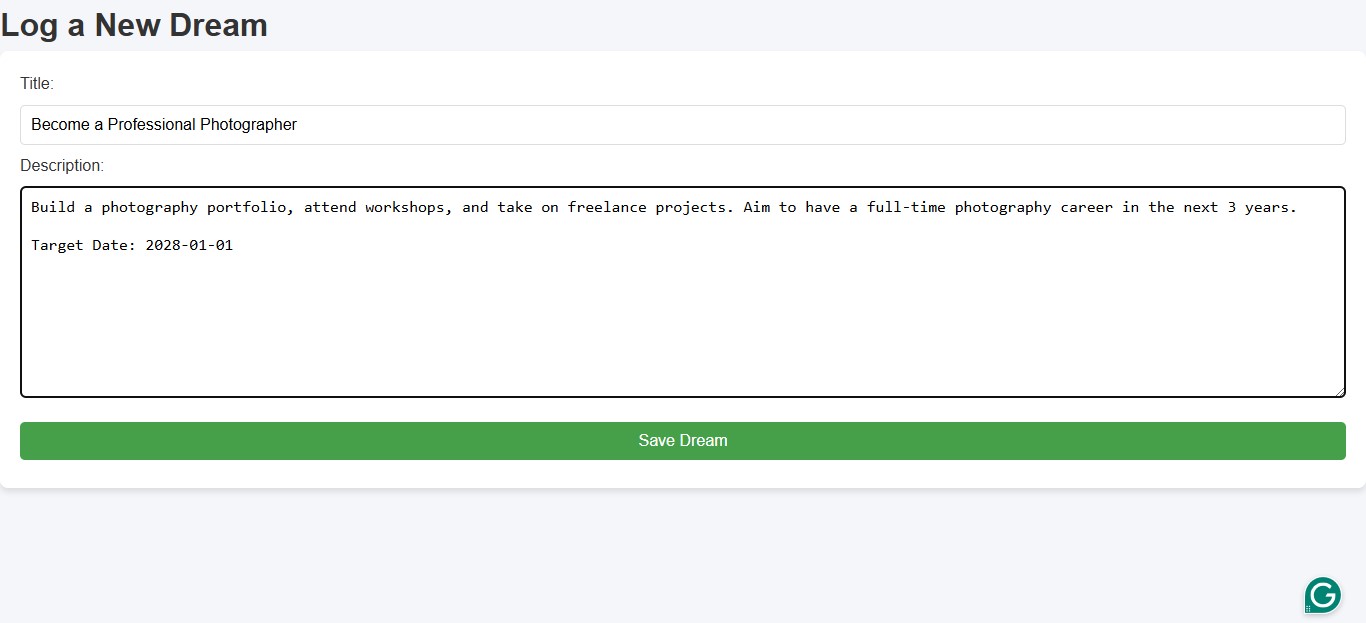 Log a New Dream
Title:
Become a Professional Photographer
Description:
Build a photography portfolio, attend workshops, and take on freelance projects. Aim to have a full-time photography career in the next 3 years.
Target Date: 2028-01-01
Save Dream
G